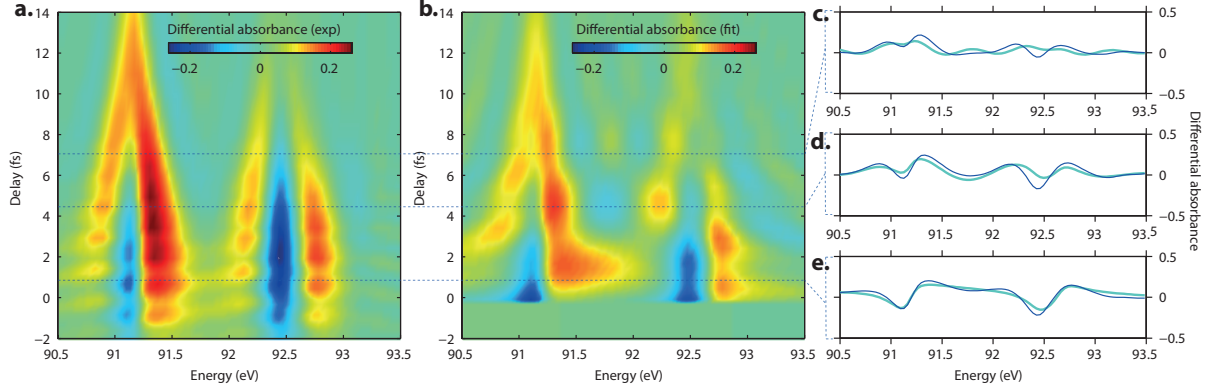 a.
Differential absorbance (exp)
−0.2 0 0.2
14
12
10
8
6
4
2
0
−2
Delay (fs)
90.5 91 91.5 92 92.5 93 93.5
Energy (eV)
b.
Differential absorbance (fit)
−0.2 0 0.2
14
12
10
8
6
4
2
0
−2
Delay (fs)
90.5 91 91.5 92 92.5 93 93.5
Energy (eV)
c.
0.5
0
−0.5
90.5 91 91.5 92 92.5 93 93.5
d.
0.5
0
−0.5
90.5 91 91.5 92 92.5 93 93.5
e.
0.5
0
−0.5
90.5 91 91.5 92 92.5 93 93.5
Energy (eV)
Differential absorbance